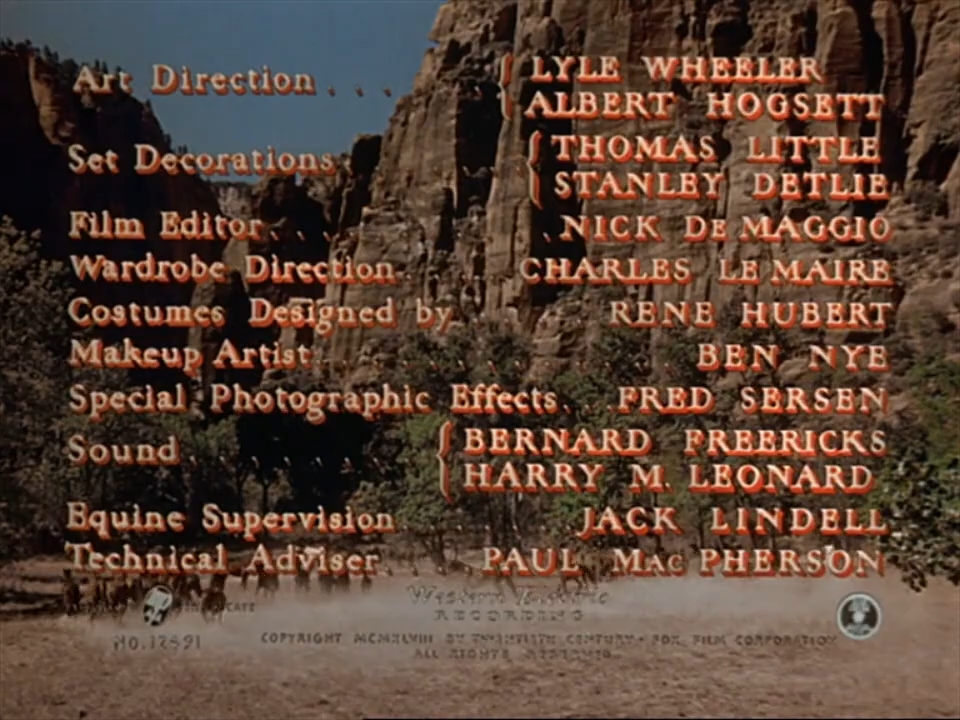 Art Direction . . . { LYLE WHEELER
ALBERT HOGSETT
Set Decorations { THOMAS LITTLE
STANLEY DETLIE
Film Editor . . . . NICK DE MAGGIO
Wardrobe Direction CHARLES LE MAIRE
Costumes Designed by RENE HUBERT
Makeup Artist . . . . BEN NYE
Special Photographic Effects . . FRED SERSEN
Sound . . . . { BERNARD FREERICKS
HARRY M. LEONARD
Equine Supervision . . . JACK LINDELL
Technical Adviser . . . PAUL MAC PHERSON
Western Electric
RECORDING
NO. 12491
COPYRIGHT MCMXLVIII BY TWENTIETH CENTURY-FOX FILM CORPORATION
ALL RIGHTS RESERVED